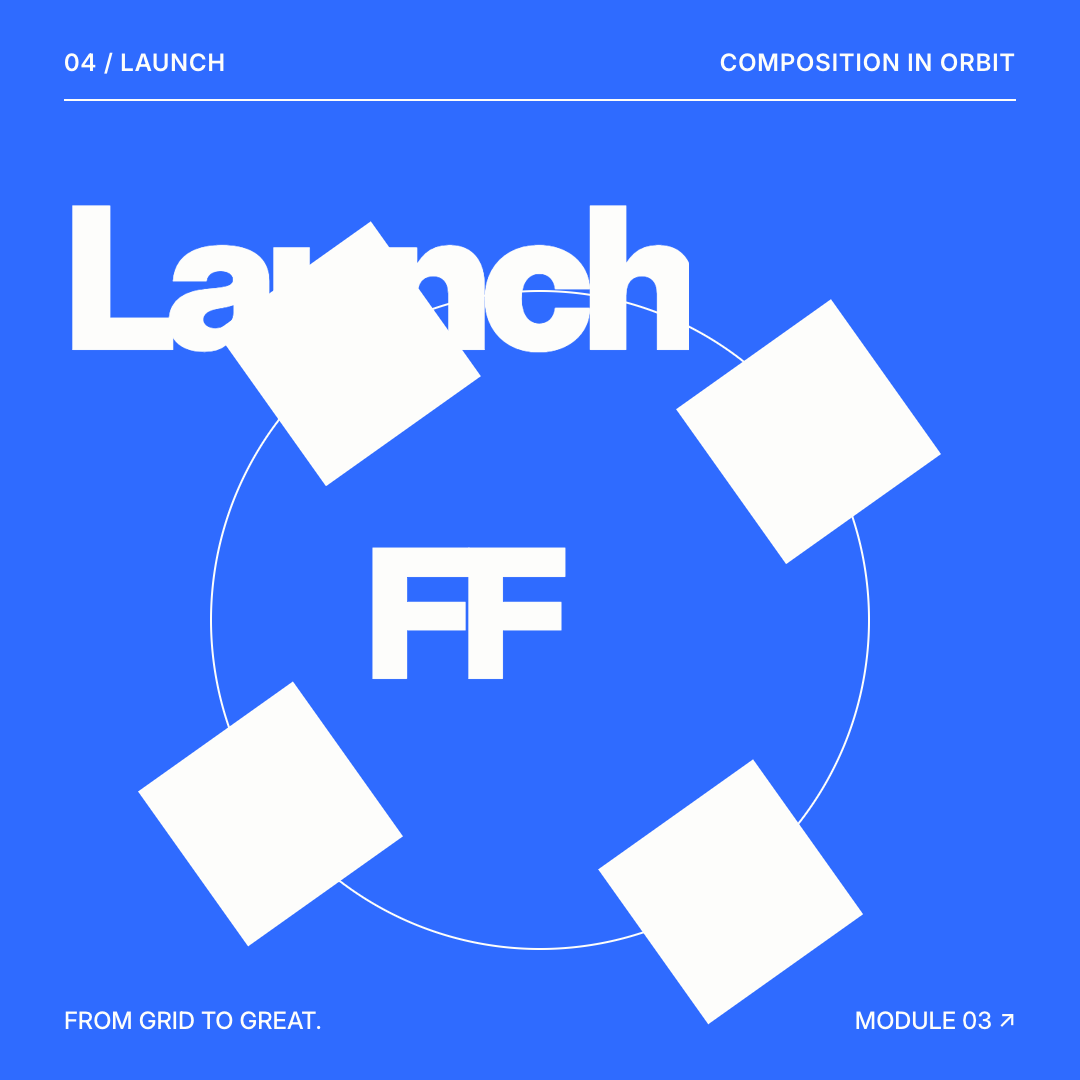 04 / LAUNCH
COMPOSITION IN ORBIT
Launch
FF
FROM GRID TO GREAT.
MODULE 03 ↗